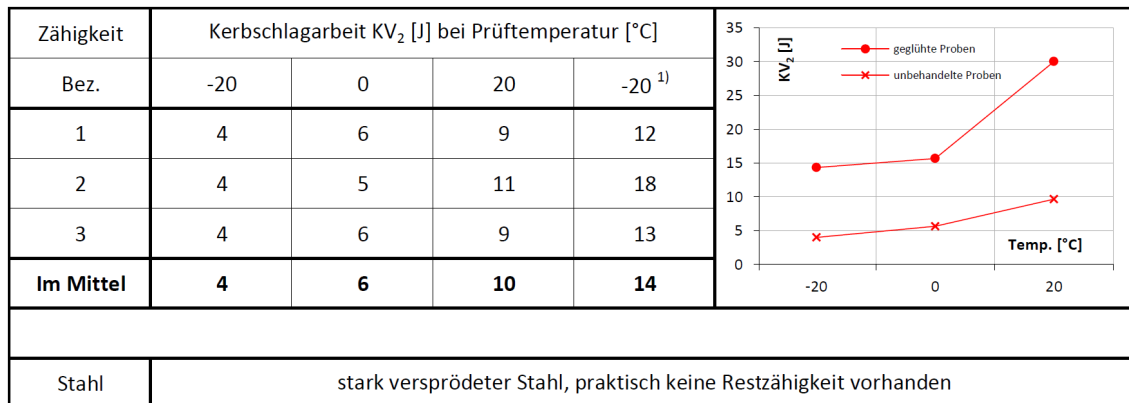 Zähigkeit Kerbschlagarbeit KV₂ [J] bei Prüftemperatur [°C]
Bez. -20 0 20 -20 ¹⁾
1 4 6 9 12
2 4 5 11 18
3 4 6 9 13
Im Mittel 4 6 10 14
KV₂ [J]
geglühte Proben
unbehandelte Proben
35
30
25
20
15
10
5
0
Temp. [°C]
-20 0 20
Stahl stark versprödeter Stahl, praktisch keine Restzähigkeit vorhanden